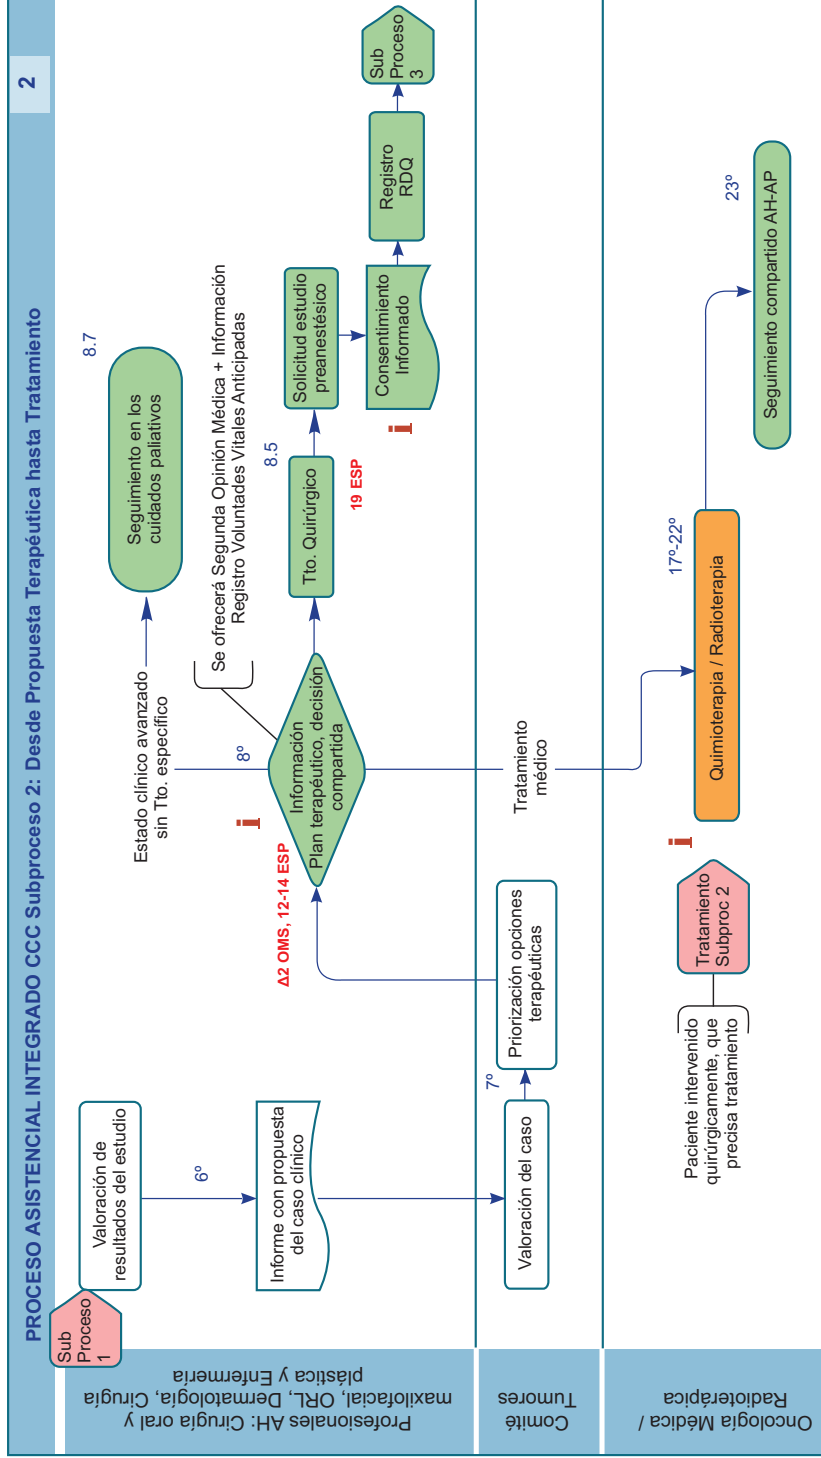 PROCESO ASISTENCIAL INTEGRADO CCC Subproceso 2: Desde Propuesta Terapéutica hasta Tratamiento
2
Profesionales AH: Cirugía oral y
maxilofacial, ORL, Dermatología, Cirugía
plástica y Enfermería
Sub
Proceso
1
Valoración de
resultados del estudio
6º
Informe con propuesta
del caso clínico
Estado clínico avanzado
sin Tto. específico
Seguimiento en los
cuidados paliativos
8.7
8º
Se ofrecerá Segunda Opinión Médica + Información
Registro Voluntades Vitales Anticipadas
i
Δ2 OMS, 12-14 ESP
Información
Plan terapéutico, decisión
compartida
Tto. Quirúrgico
8.5
19 ESP
Solicitud estudio
preanestésico
Consentimiento
Informado
i
Registro
RDQ
Sub
Proceso
3
Comité
Tumores
Valoración del caso
7º
Priorización opciones
terapéuticas
Tratamiento
médico
Oncología Médica /
Radioterápica
Paciente intervenido
quirúrgicamente, que
precisa tratamiento
Tratamiento
Subproc 2
i
Quimioterapia / Radioterapia
17º-22º
Seguimiento compartido AH-AP
23º